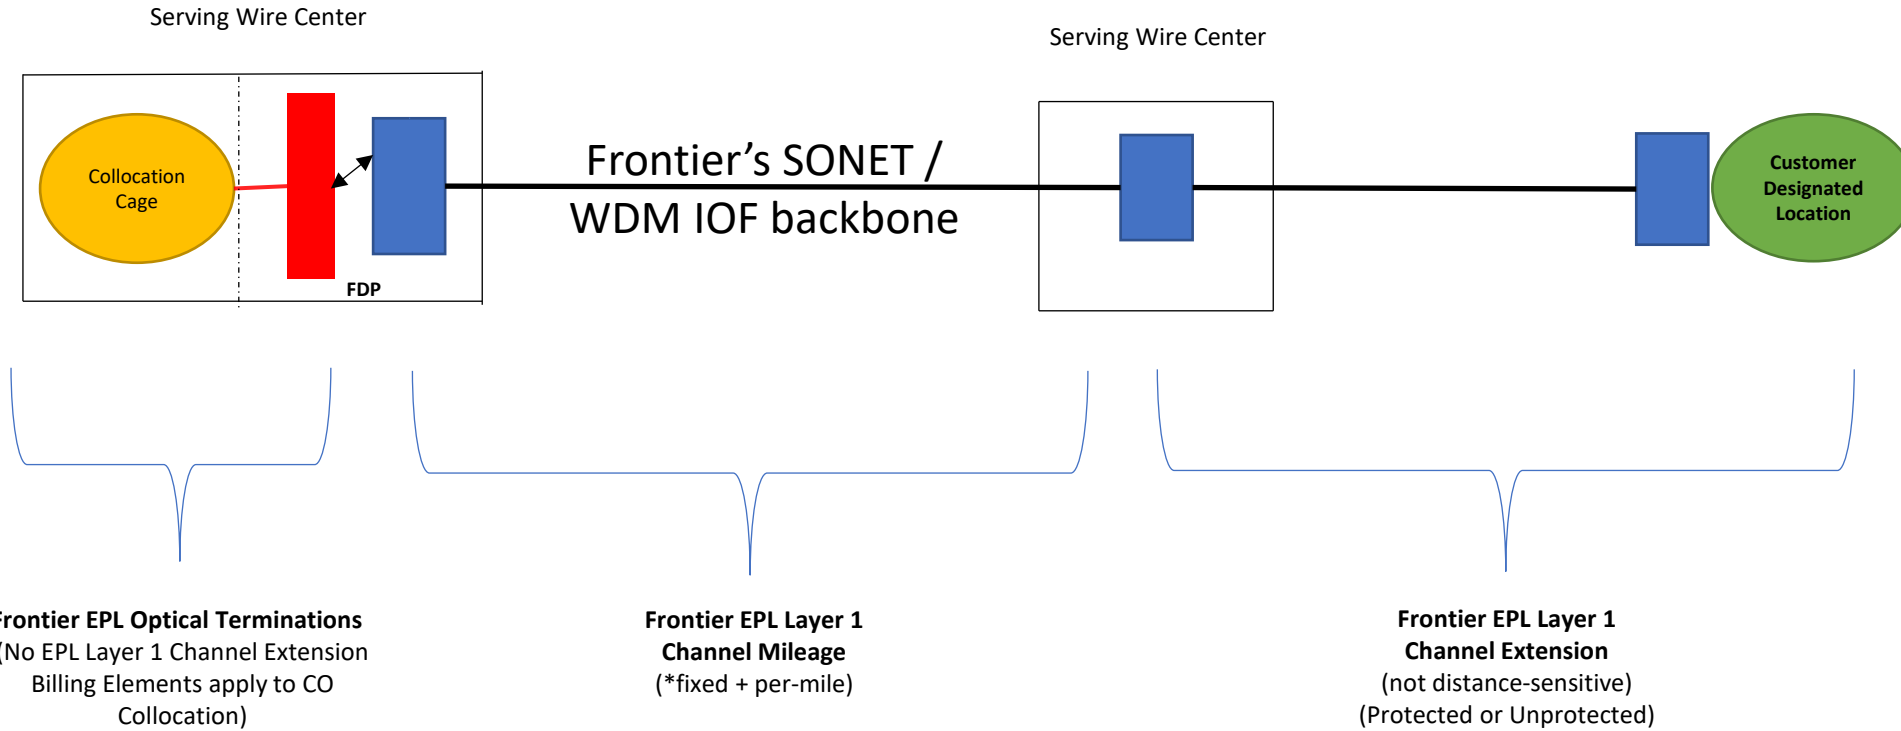 Serving Wire Center
Serving Wire Center
Collocation
Cage
FDP
Frontier's SONET /
WDM IOF backbone
Customer
Designated
Location
Frontier EPL Optical Terminations
(No EPL Layer 1 Channel Extension
Billing Elements apply to CO
Collocation)
Frontier EPL Layer 1
Channel Mileage
(*fixed + per-mile)
Frontier EPL Layer 1
Channel Extension
(not distance-sensitive)
(Protected or Unprotected)